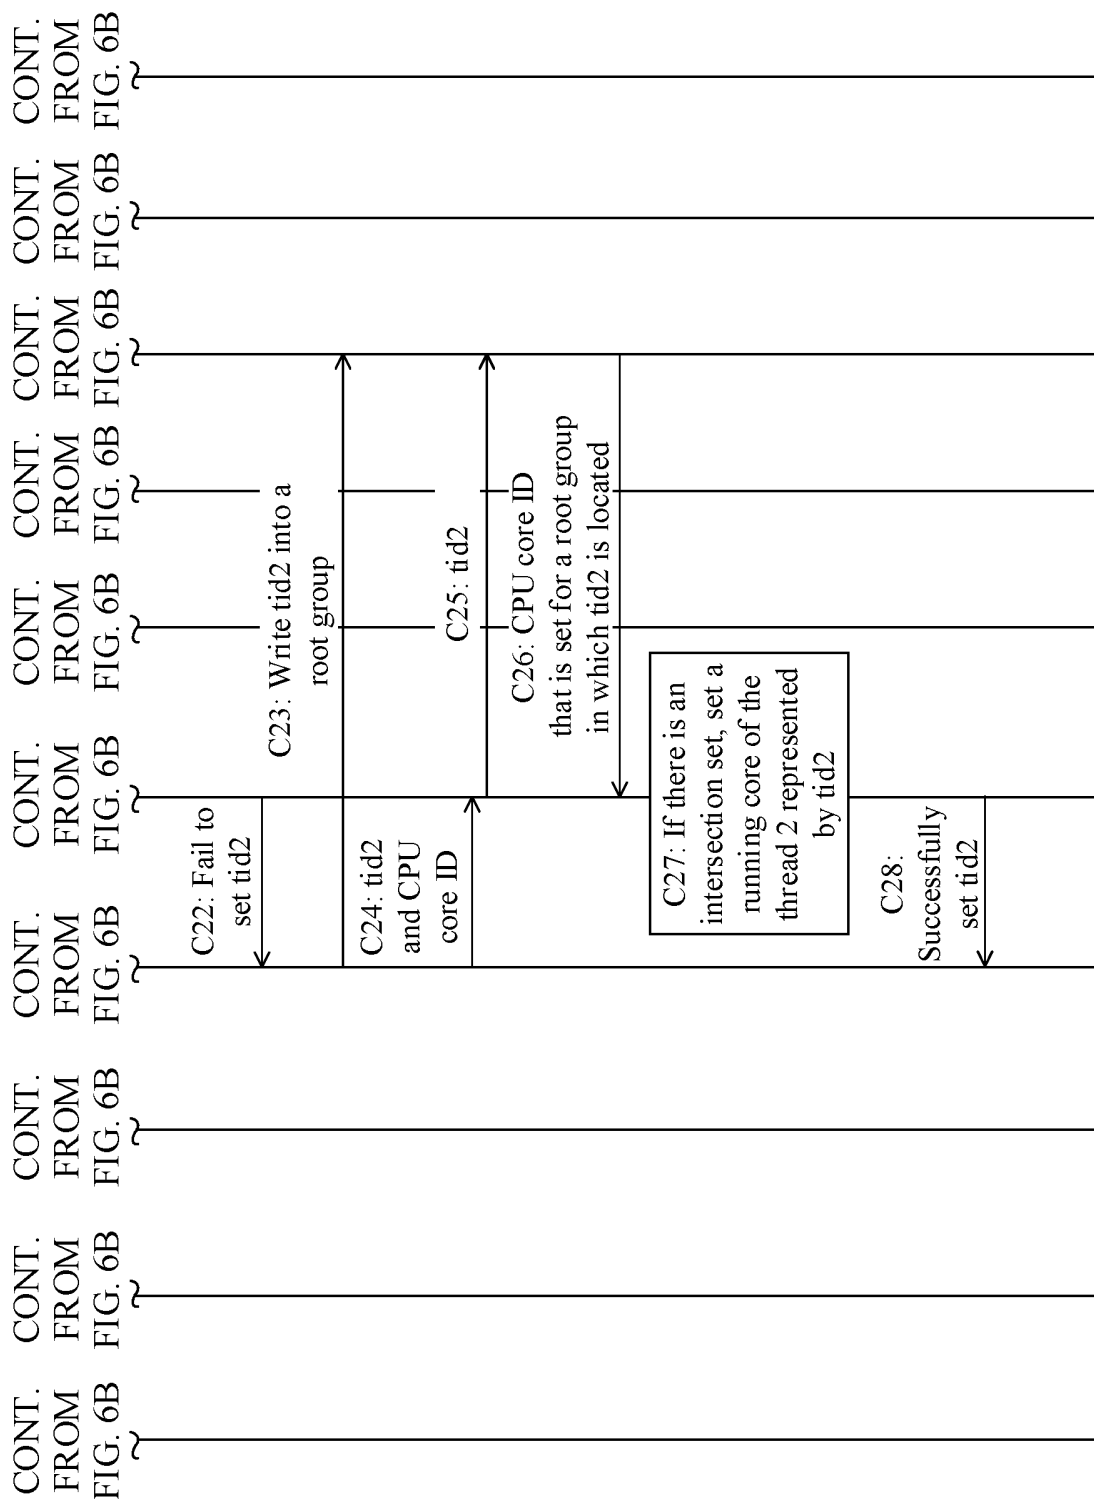 CONT.
FROM
FIG. 6B
CONT.
FROM
FIG. 6B
CONT.
FROM
FIG. 6B
CONT.
FROM
FIG. 6B
CONT.
FROM
FIG. 6B
CONT.
FROM
FIG. 6B
CONT.
FROM
FIG. 6B
CONT.
FROM
FIG. 6B
CONT.
FROM
FIG. 6B
CONT.
FROM
FIG. 6B
C22: Fail to
set tid2
C23: Write tid2 into a
root group
C24: tid2
and CPU
core ID
C25: tid2
C26: CPU core ID
that is set for a root group
in which tid2 is located
C27: If there is an
intersection set, set a
running core of the
thread 2 represented
by tid2
C28:
Successfully
set tid2